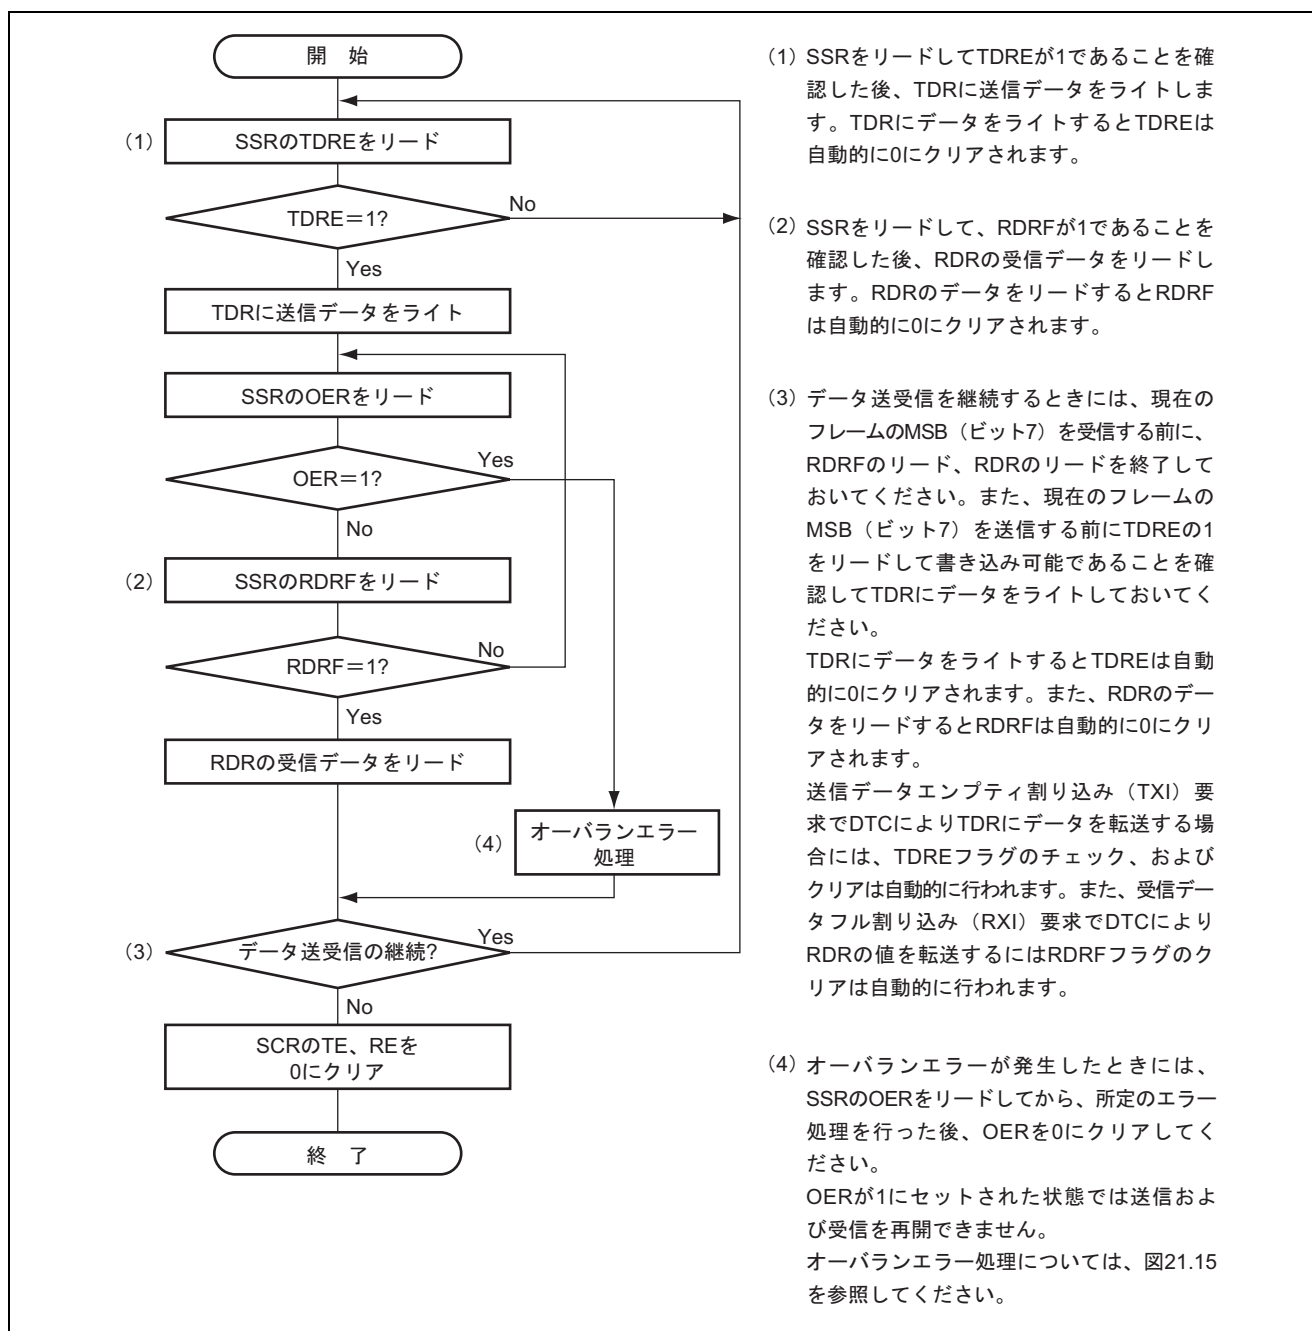 開　始
(1)
SSRのTDREをリード
TDRE＝1?
No
Yes
TDRに送信データをライト
SSRのOERをリード
OER＝1?
Yes
No
(2)
SSRのRDRFをリード
RDRF＝1?
No
Yes
RDRの受信データをリード
(4)
オーバランエラー
処理
(3)
データ送受信の継続?
Yes
No
SCRのTE、REを
0にクリア
終　了
(1) SSRをリードしてTDREが1であることを確
認した後、TDRに送信データをライトしま
す。TDRにデータをライトするとTDREは
自動的に0にクリアされます。
(2) SSRをリードして、RDRFが1であることを
確認した後、RDRの受信データをリードし
ます。RDRのデータをリードするとRDRF
は自動的に0にクリアされます。
(3) データ送受信を継続するときには、現在の
フレームのMSB（ビット7）を受信する前に、
RDRFのリード、RDRのリードを終了して
おいてください。また、現在のフレームの
MSB（ビット7）を送信する前にTDREの1
をリードして書き込み可能であることを確
認してTDRにデータをライトしておいてく
ださい。
TDRにデータをライトするとTDREは自動
的に0にクリアされます。また、RDRのデー
タをリードするとRDRFは自動的に0にクリ
アされます。
送信データエンプティ割り込み（TXI）要
求でDTCによりTDRにデータを転送する場
合には、TDREフラグのチェック、および
クリアは自動的に行われます。また、受信デー
タフル割り込み（RXI）要求でDTCにより
RDRの値を転送するにはRDRFフラグのク
リアは自動的に行われます。
(4) オーバランエラーが発生したときには、
SSRのOERをリードしてから、所定のエラー
処理を行った後、OERを0にクリアしてく
ださい。
OERが1にセットされた状態では送信およ
び受信を再開できません。
オーバランエラー処理については、図21.15
を参照してください。